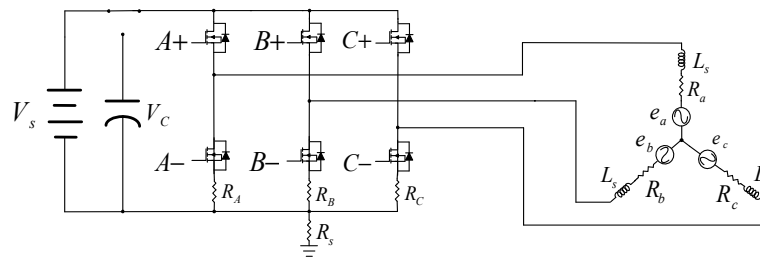 A+ B+ C+
V_s V_C
A− B− C−
R_A R_B R_C
R_s
L_s
R_a
e_a
e_b e_c
L_s R_b R_c L